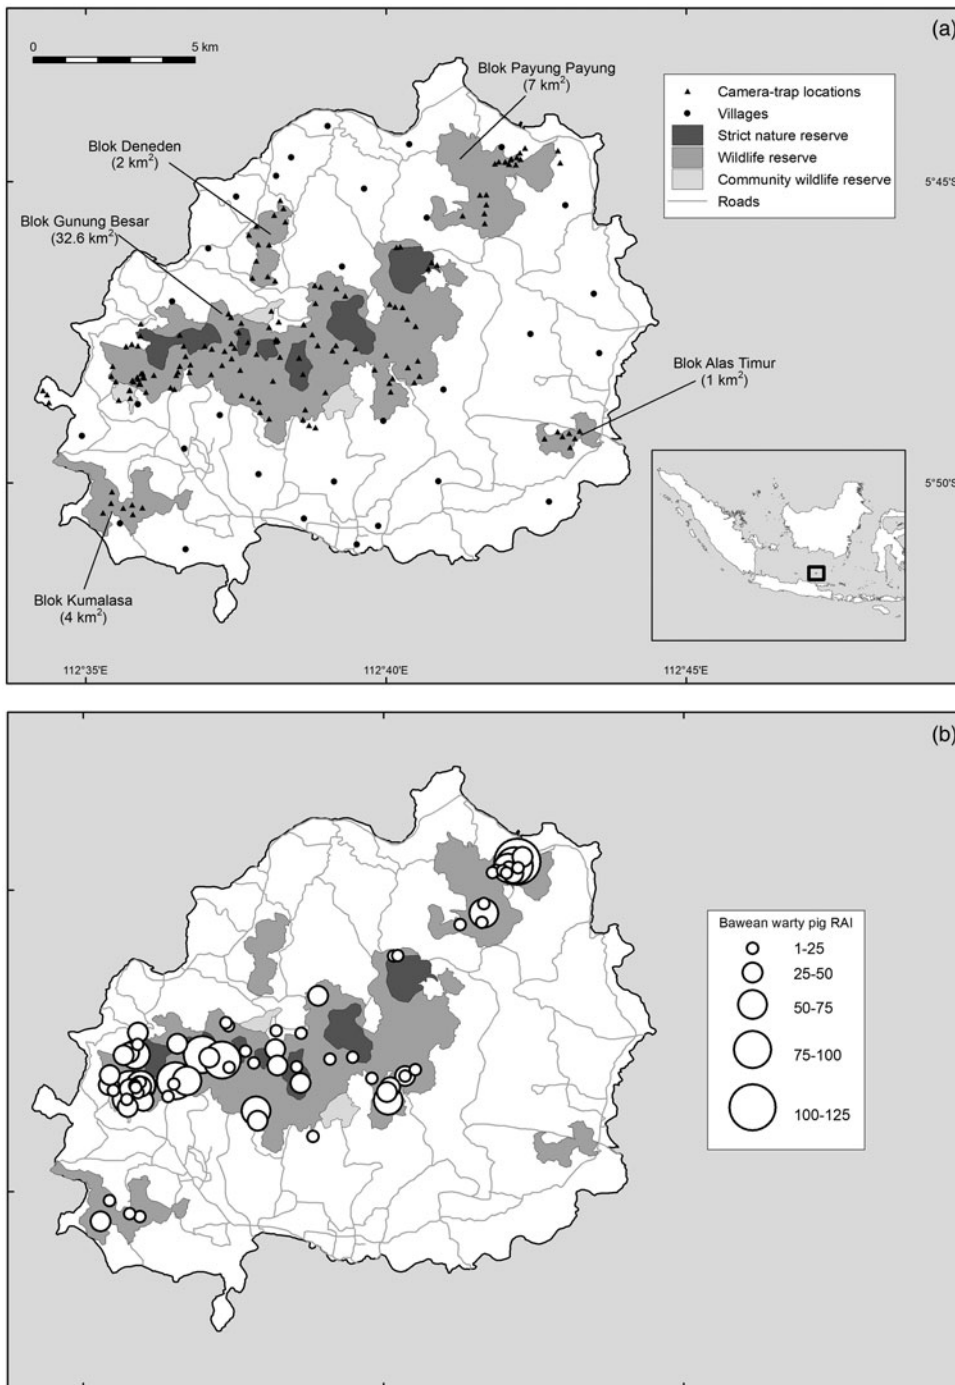 (a)
0 5 km
Blok Payung Payung
(7 km²)
Camera-trap locations
Villages
Strict nature reserve
Wildlife reserve
Community wildlife reserve
Roads
Blok Deneden
(2 km²)
5°45'S
Blok Gunung Besar
(32.6 km²)
Blok Alas Timur
(1 km²)
5°50'S
Blok Kumalasa
(4 km²)
112°35'E 112°40'E 112°45'E
(b)
Bawean warty pig RAI
1-25
25-50
50-75
75-100
100-125